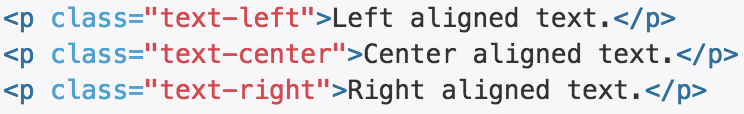 <p class="text-left">Left aligned text.</p>
<p class="text-center">Center aligned text.</p>
<p class="text-right">Right aligned text.</p>